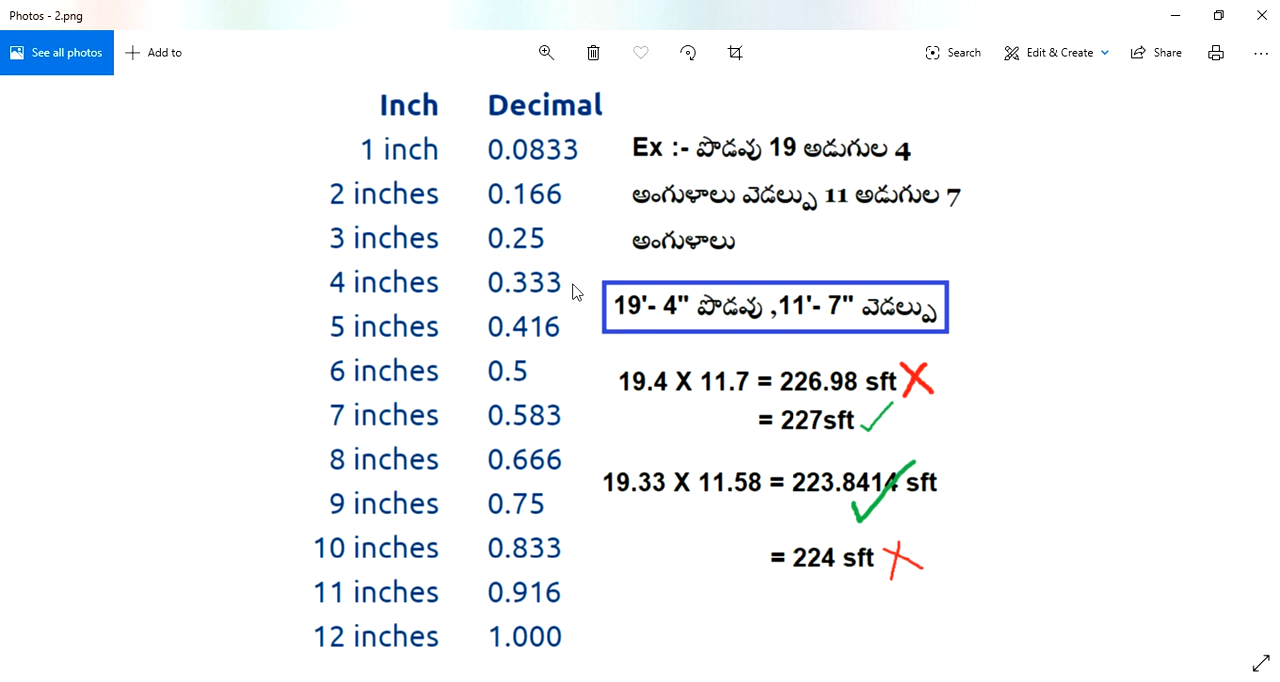 Photos - 2.png
See all photos
Add to
Search
Edit & Create
Share
Inch Decimal
1 inch 0.0833
2 inches 0.166
3 inches 0.25
4 inches 0.333
5 inches 0.416
6 inches 0.5
7 inches 0.583
8 inches 0.666
9 inches 0.75
10 inches 0.833
11 inches 0.916
12 inches 1.000
Ex :- పొడవు 19 అడుగుల 4
అంగుళాలు వెడల్పు 11 అడుగుల 7
అంగుళాలు
19'- 4" పొడవు ,11'- 7" వెడల్పు
19.4 X 11.7 = 226.98 sft
= 227sft
19.33 X 11.58 = 223.8414 sft
= 224 sft